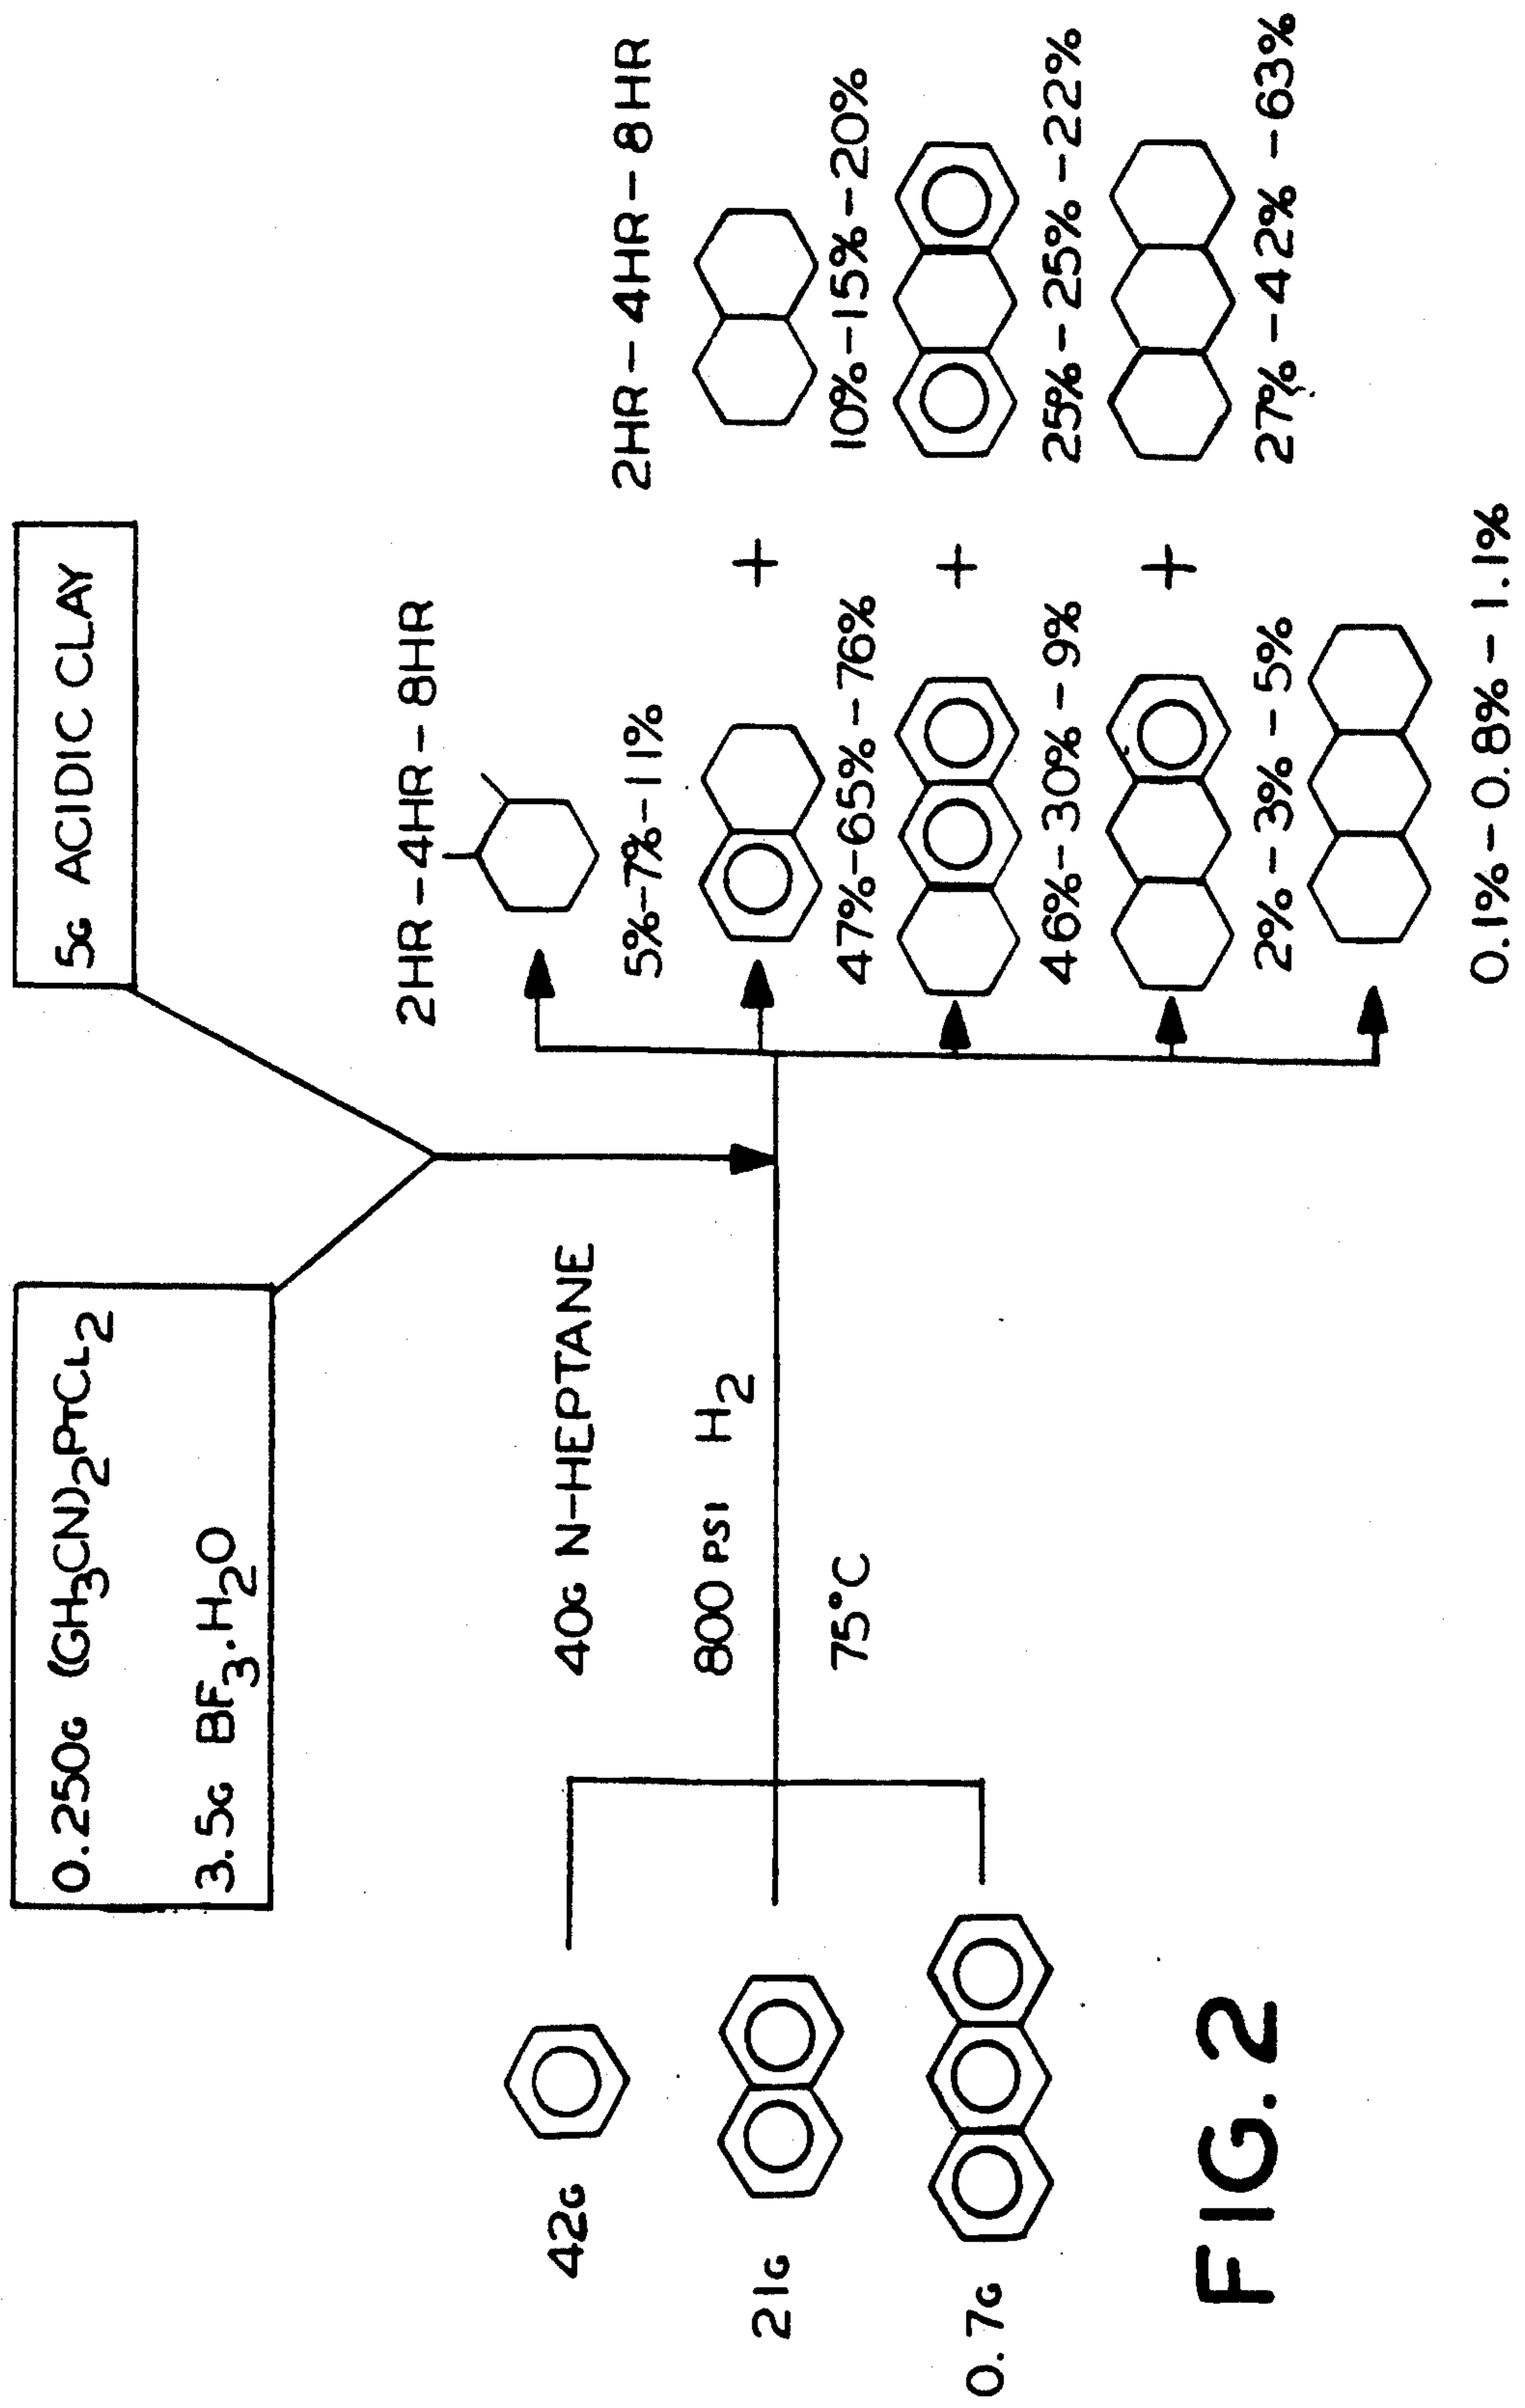 0.250G (GH3CN)2PTCL2
3.5G BF3.H2O
5G ACIDIC CLAY
42G
21G
0.7G
40G N-HEPTANE
800 PSI H2
75°C
2HR-4HR-8HR
5%-7%-11%
2HR-4HR-8HR
47%-65%-76%
+
10%-15%-20%
46%-30%-9%
+
25%-25%-22%
2%-3%-5%
+
27%-42%-63%
0.1%-0.8%-1.1%
FIG. 2